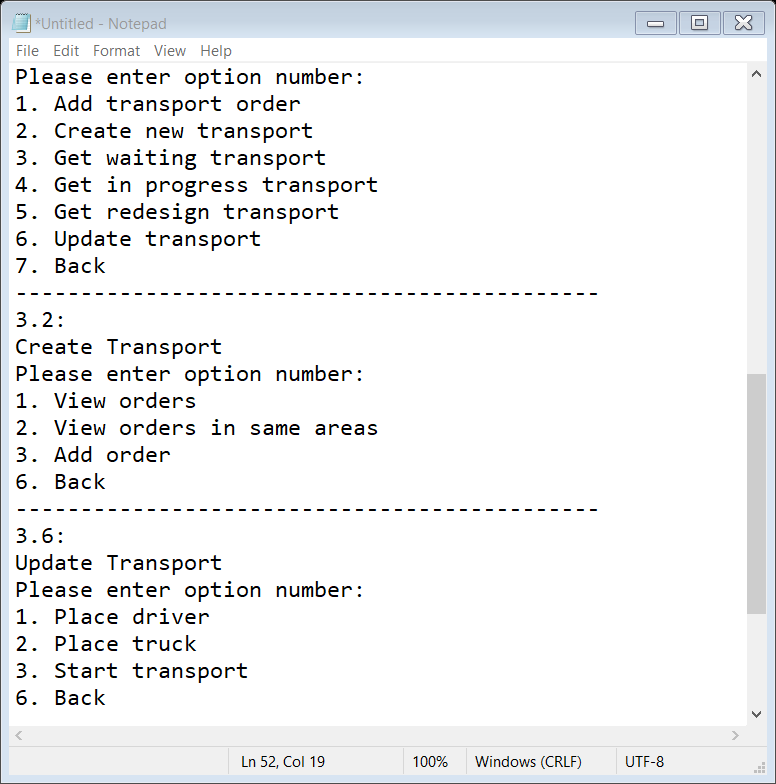 *Untitled - Notepad
File Edit Format View Help
Please enter option number:
1. Add transport order
2. Create new transport
3. Get waiting transport
4. Get in progress transport
5. Get redesign transport
6. Update transport
7. Back
---------------------------------------------
3.2:
Create Transport
Please enter option number:
1. View orders
2. View orders in same areas
3. Add order
6. Back
---------------------------------------------
3.6:
Update Transport
Please enter option number:
1. Place driver
2. Place truck
3. Start transport
6. Back
Ln 52, Col 19 100% Windows (CRLF) UTF-8